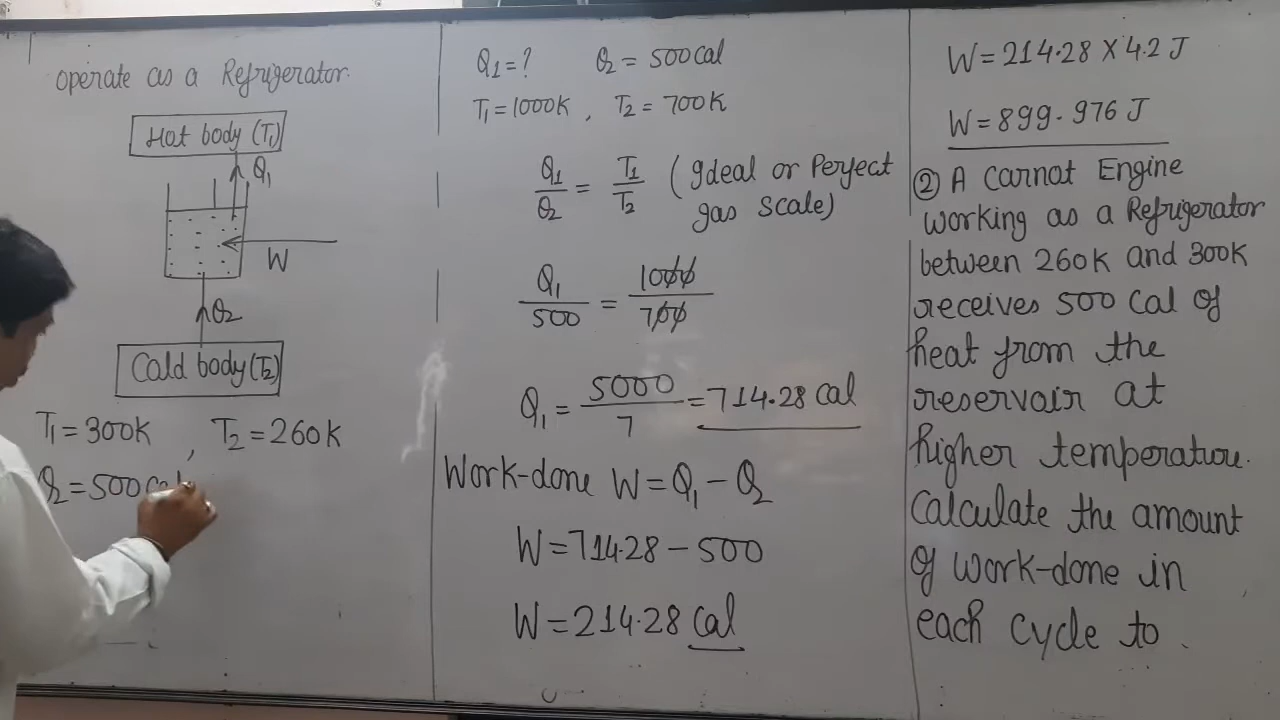 operate as a Refrigerator.
Hot body (T₁)
Q₁
W
Q₂
Cald body (T₂)
T₁ = 300K , T₂ = 260K
Q₂ = 500 Cal
Q₁ = ? Q₂ = 500 Cal
T₁ = 1000K , T₂ = 700K
Q₁/Q₂ = T₁/T₂ (gdeal or Perfect
gas scale)
Q₁/500 = 1000/700
Q₁ = 5000/7 = 714.28 Cal
Work-done W = Q₁ - Q₂
W = 714.28 - 500
W = 214.28 Cal
W = 214.28 X 4.2 J
W = 899.976 J
② A Carnot Engine
working as a Refrigerator
between 260K and 300K
receives 500 Cal of
heat from the
reservoir at
higher temperature.
Calculate the amount
of work-done in
each cycle to .